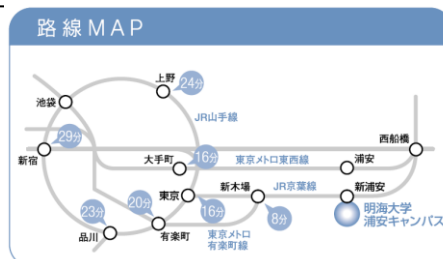 路線MAP
上野
24分
池袋
JR山手線
29分
新宿
西船橋
大手町
16分
東京メトロ東西線
浦安
東京
16分
新木場
JR京葉線
新浦安
8分
明海大学
浦安キャンパス
20分
23分
品川
有楽町
東京メトロ
有楽町線